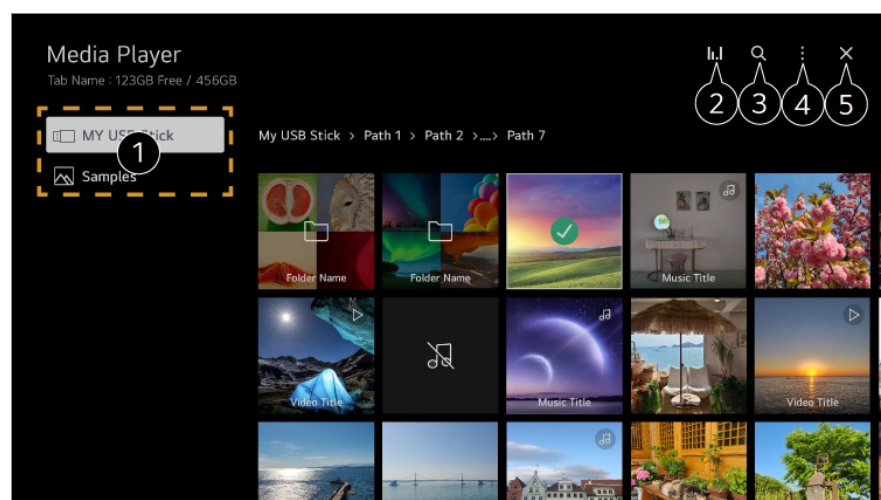 Media Player
Tab Name : 123GB Free / 456GB
2 3 4 5
MY USB Stick
1
Samples
My USB Stick > Path 1 > Path 2 >....> Path 7
Folder Name
Folder Name
Music Title
Video Title
Music Title
Video Title